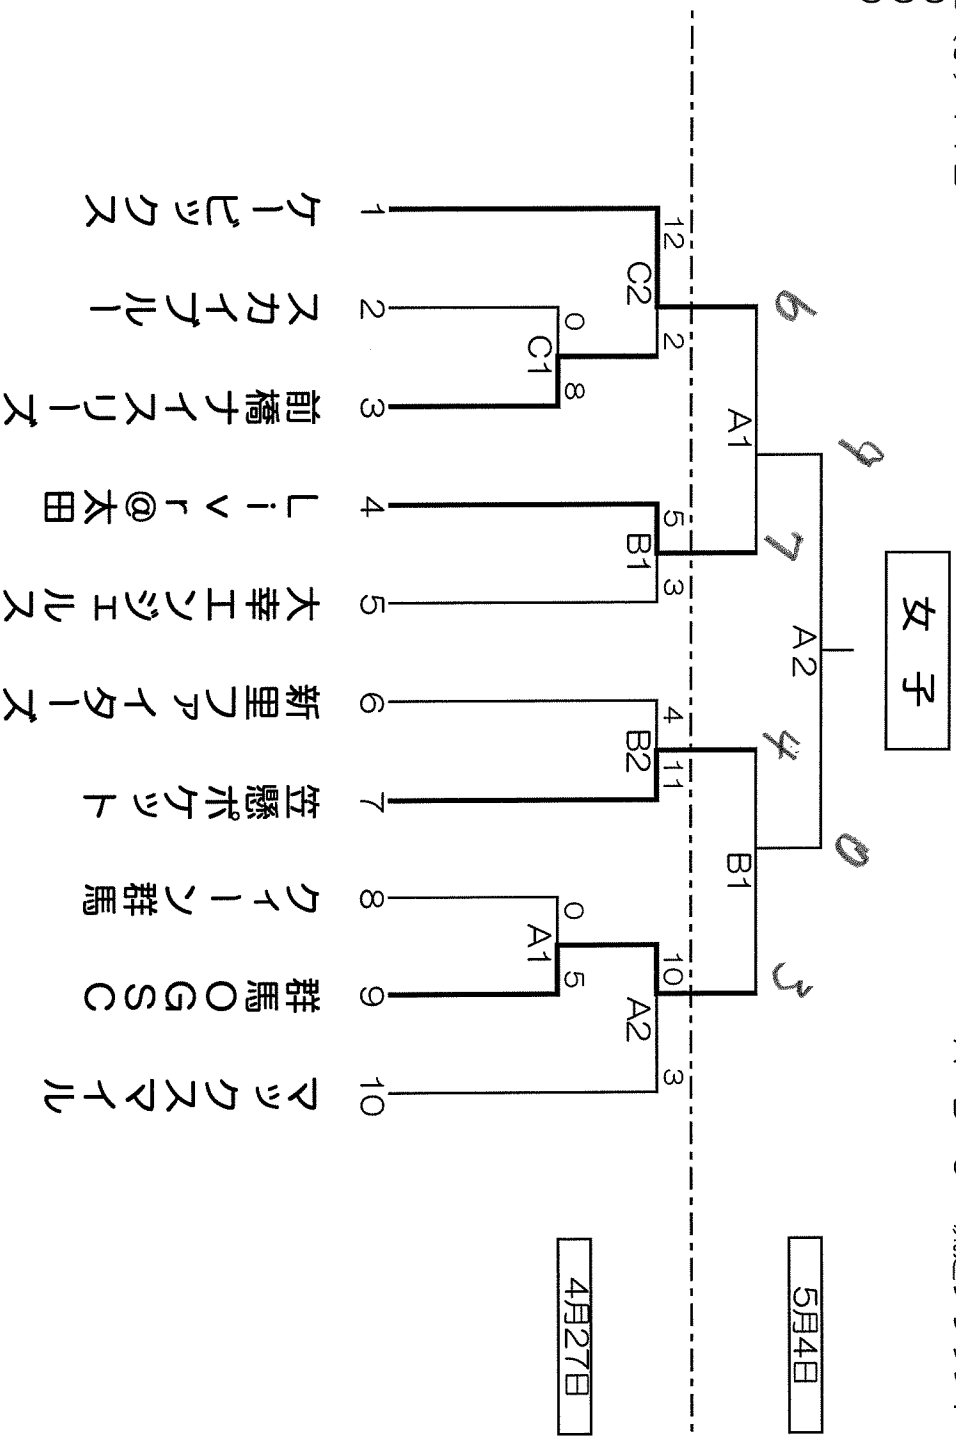 女子
9 0
A2
5月4日
6 7 4 3
A1 B1
12 2 5 3 4 11 10 3
C2 B1 B2 A2
4月27日
0 8 0 5
C1 A1
1 2 3 4 5 6 7 8 9 10
ケービックス
スカイブルー
前橋ナイスリーズ
Livr@太田
大幸エンジェルス
新里ファイターズ
笠懸ポケット
クィーン群馬
群馬OGSC
マックスマイル